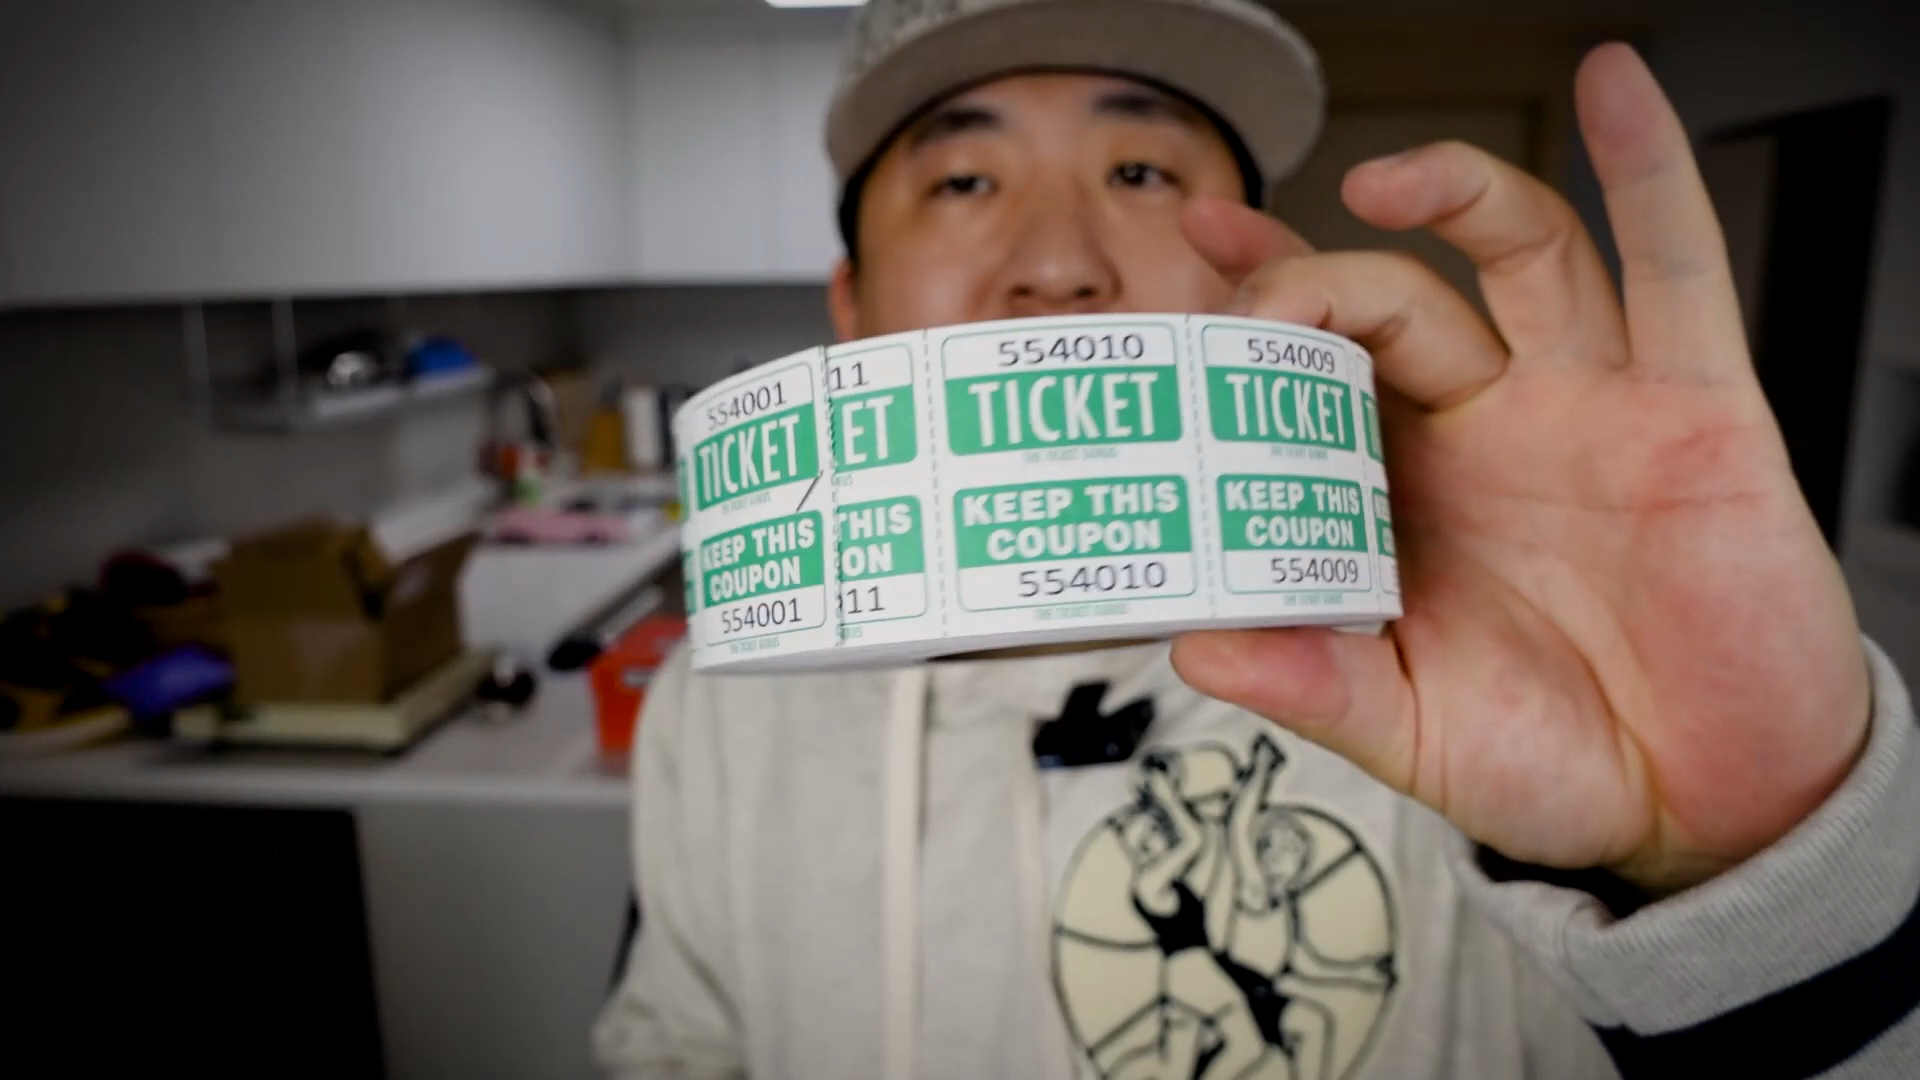 554001
TICKET
KEEP THIS
COUPON
554001
11
ET
THIS
ON
11
554010
TICKET
KEEP THIS
COUPON
554010
554009
TICKET
KEEP THIS
COUPON
554009